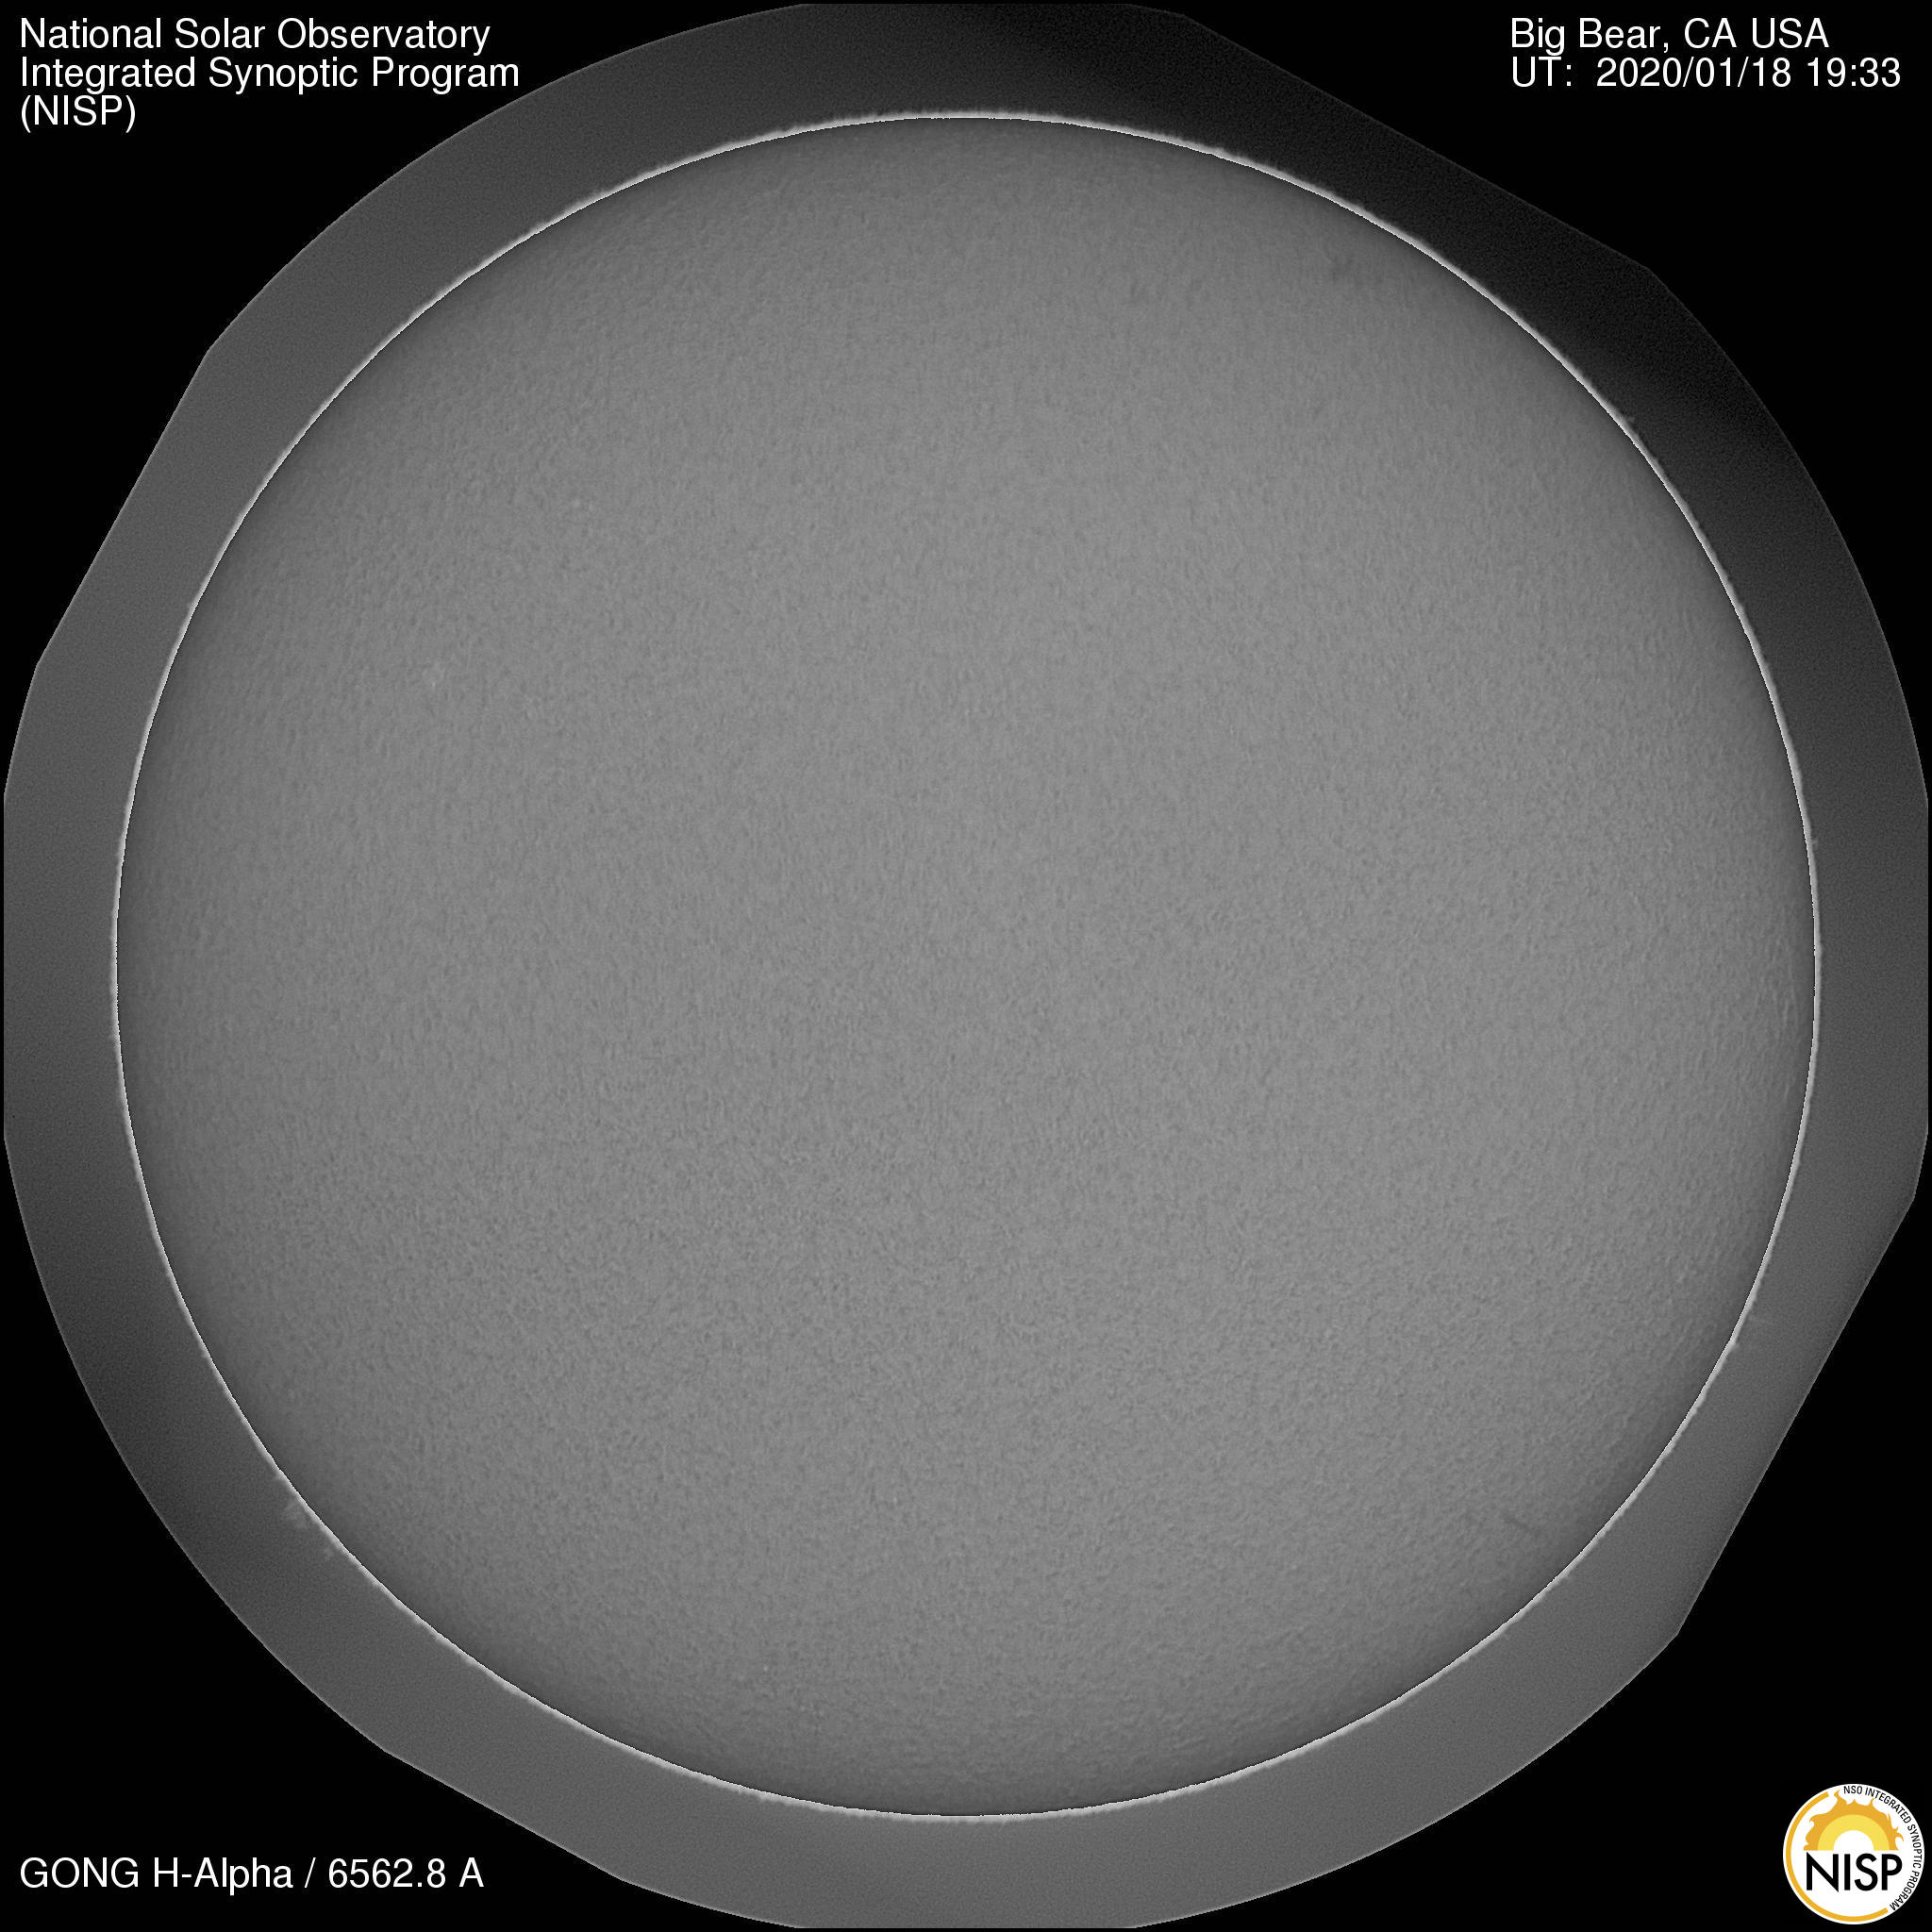 National Solar Observatory
Integrated Synoptic Program
(NISP)
Big Bear, CA USA
UT: 2020/01/18 19:33
GONG H-Alpha / 6562.8 A
NSO INTEGRATED SYNOPTIC PROGRAM
NISP